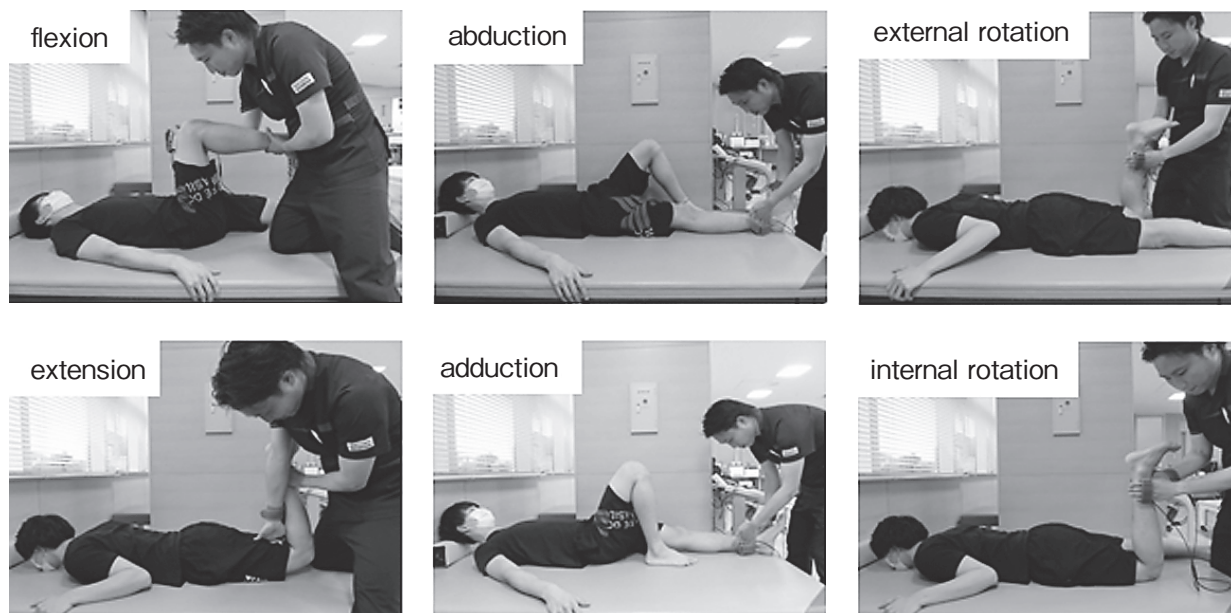 flexion
abduction
external rotation
extension
adduction
internal rotation